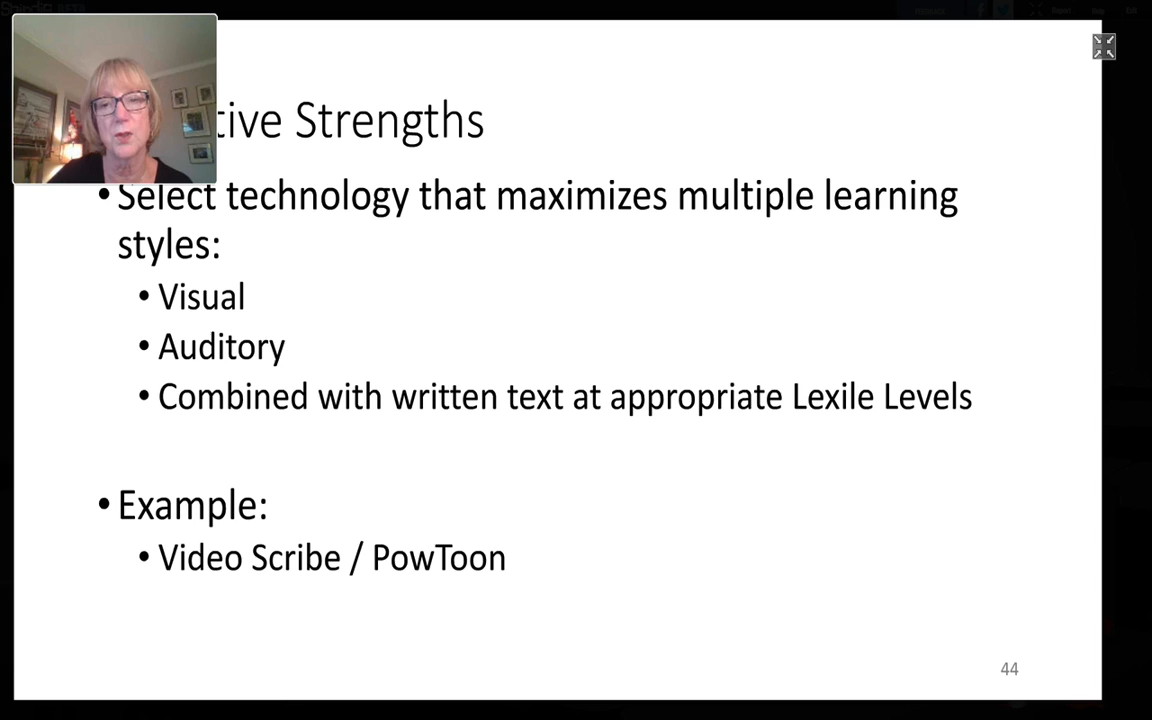 tive Strengths
• Select technology that maximizes multiple learning
styles:
• Visual
• Auditory
• Combined with written text at appropriate Lexile Levels
• Example:
• Video Scribe / PowToon
44